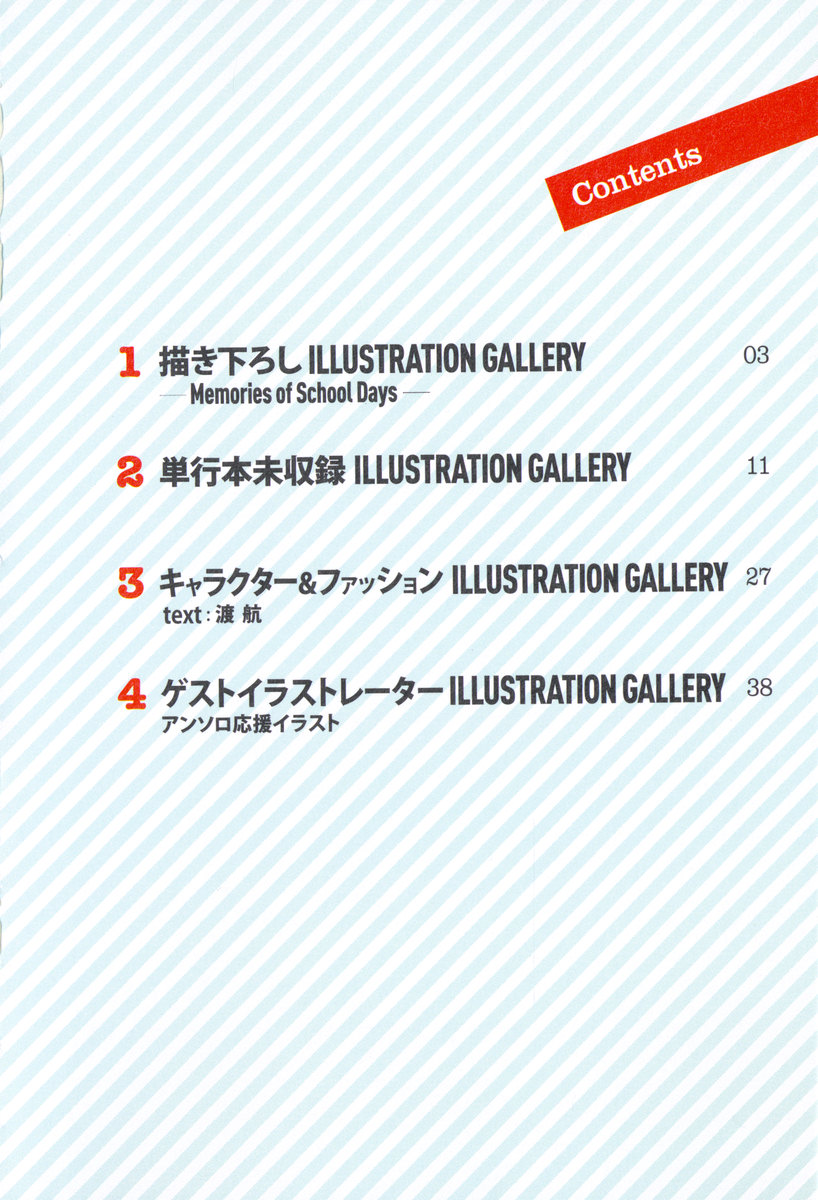 Contents
1 描き下ろし ILLUSTRATION GALLERY 03
— Memories of School Days —
2 単行本未収録 ILLUSTRATION GALLERY 11
3 キャラクター&ファッション ILLUSTRATION GALLERY 27
text : 渡 航
4 ゲストイラストレーター ILLUSTRATION GALLERY 38
アンソロ応援イラスト